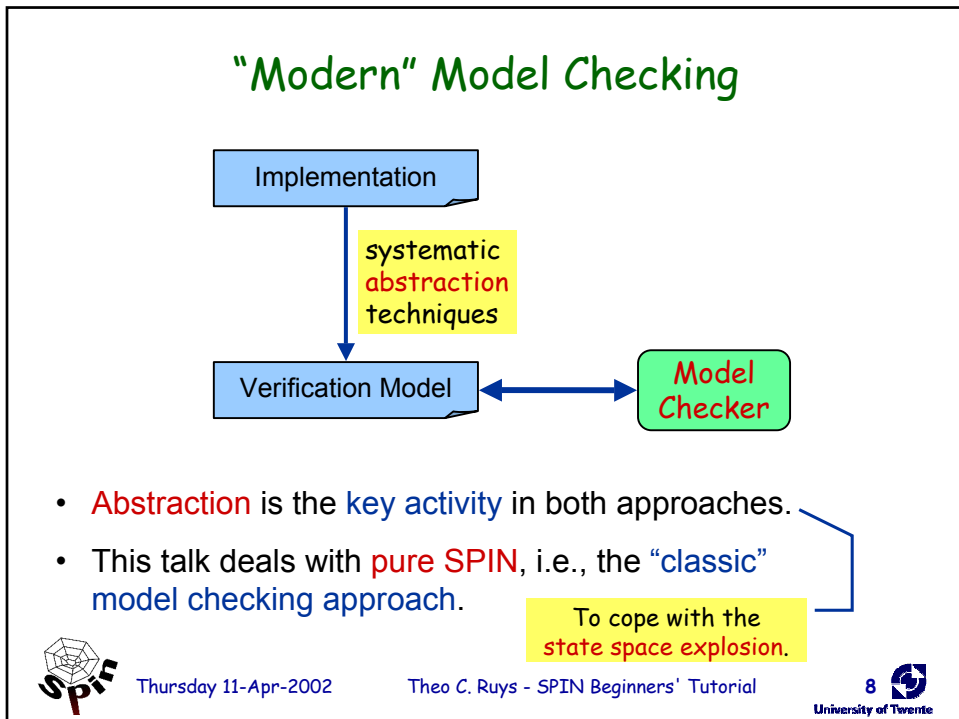 “Modern” Model Checking
Implementation
systematic
abstraction
techniques
Verification Model
Model
Checker
• Abstraction is the key activity in both approaches.
• This talk deals with pure SPIN, i.e., the “classic”
model checking approach.
To cope with the
state space explosion.
Spin
Thursday 11-Apr-2002
Theo C. Ruys - SPIN Beginners' Tutorial
8
University of Twente